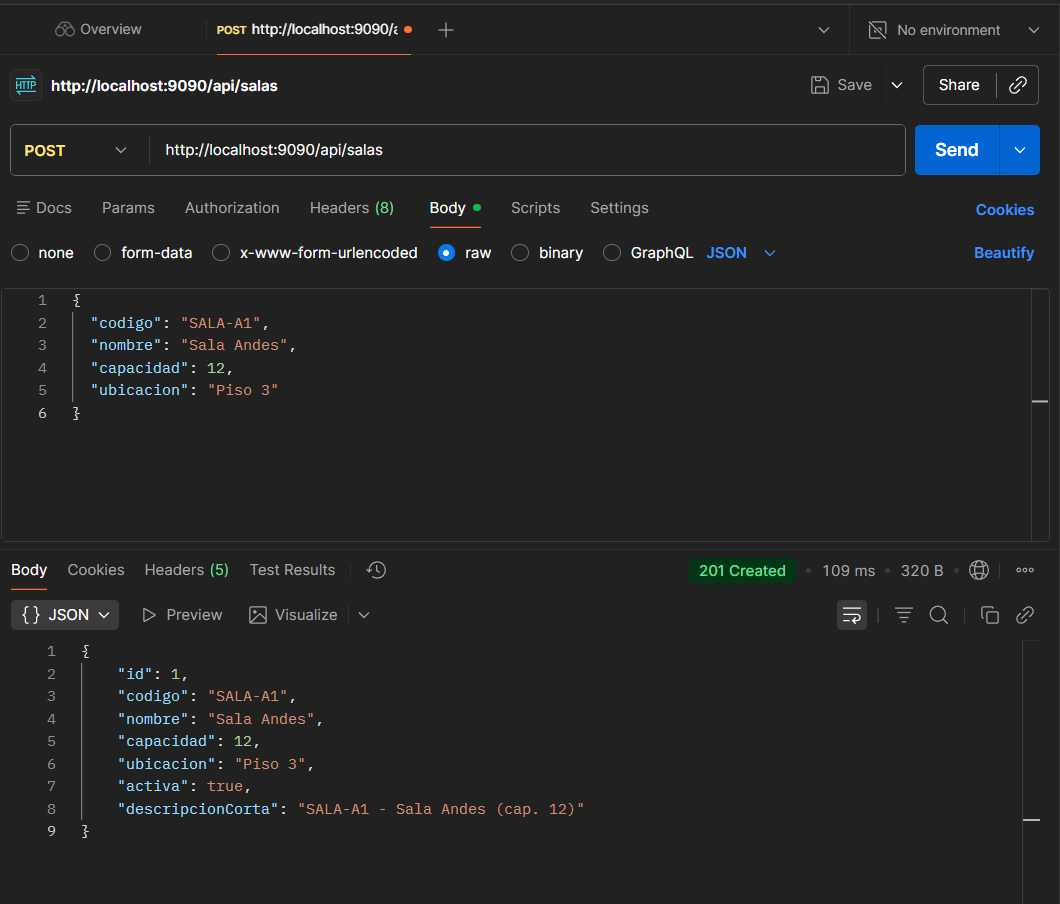 Overview POST http://localhost:9090/a No environment
HTTP http://localhost:9090/api/salas Save Share
POST http://localhost:9090/api/salas Send
Docs Params Authorization Headers (8) Body Scripts Settings Cookies
none form-data x-www-form-urlencoded raw binary GraphQL JSON Beautify
1 {
2 "codigo": "SALA-A1",
3 "nombre": "Sala Andes",
4 "capacidad": 12,
5 "ubicacion": "Piso 3"
6 }
Body Cookies Headers (5) Test Results 201 Created 109 ms 320 B
{} JSON Preview Visualize
1 {
2 "id": 1,
3 "codigo": "SALA-A1",
4 "nombre": "Sala Andes",
5 "capacidad": 12,
6 "ubicacion": "Piso 3",
7 "activa": true,
8 "descripcionCorta": "SALA-A1 - Sala Andes (cap. 12)"
9 }